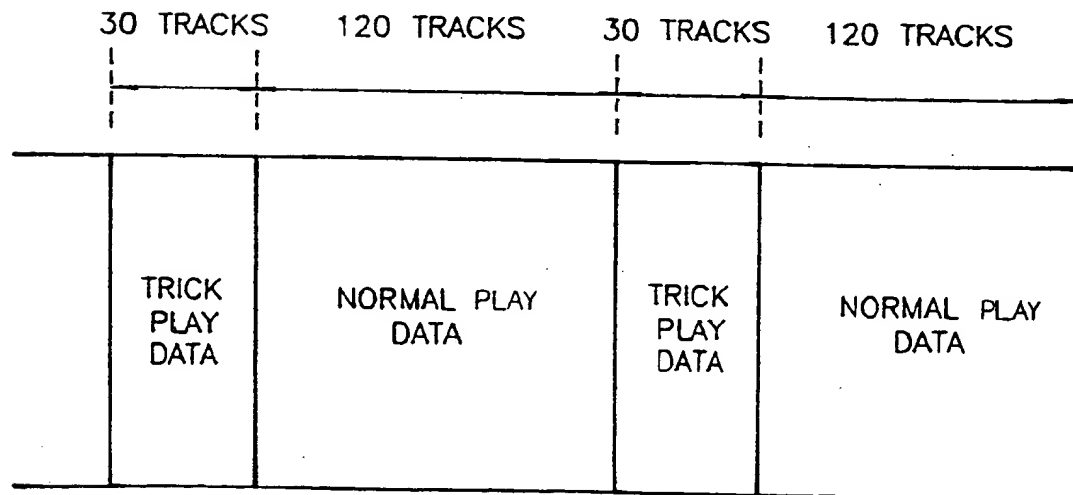 30 TRACKS 120 TRACKS 30 TRACKS 120 TRACKS
TRICK
PLAY
DATA
NORMAL PLAY
DATA
TRICK
PLAY
DATA
NORMAL PLAY
DATA